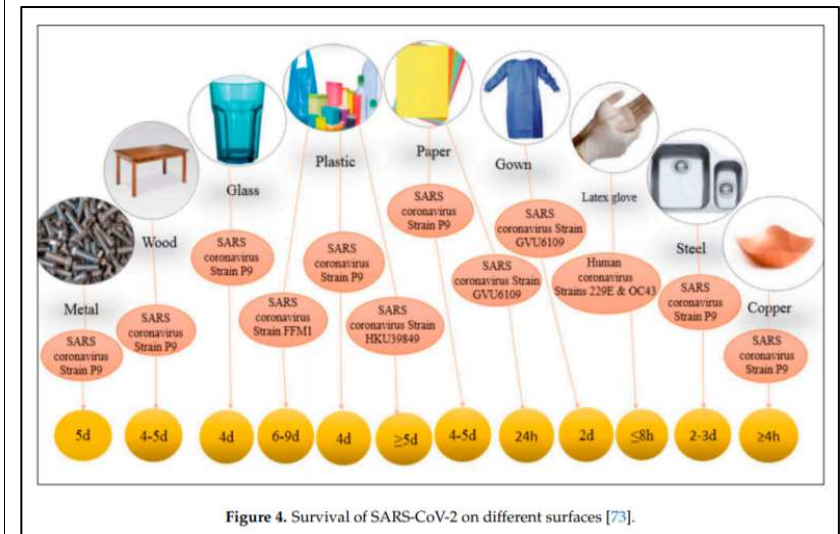 Plastic
Paper
Gown
Glass
Latex glove
Wood
Steel
Metal
Copper
SARS
coronavirus
Strain P9
SARS
coronavirus
Strain P9
SARS
coronavirus
Strain P9
SARS
coronavirus
Strain FFM1
SARS
coronavirus
Strain P9
SARS
coronavirus Strain
HKU39849
SARS
coronavirus
Strain P9
SARS
coronavirus Strain
GVU6109
SARS
coronavirus Strain
GVU6109
Human
coronavirus
Strains 229E & OC43
SARS
coronavirus
Strain P9
SARS
coronavirus
Strain P9
5d
4-5d
4d
6-9d
4d
≥5d
4-5d
24h
2d
≤8h
2-3d
≥4h
Figure 4. Survival of SARS-CoV-2 on different surfaces [73].